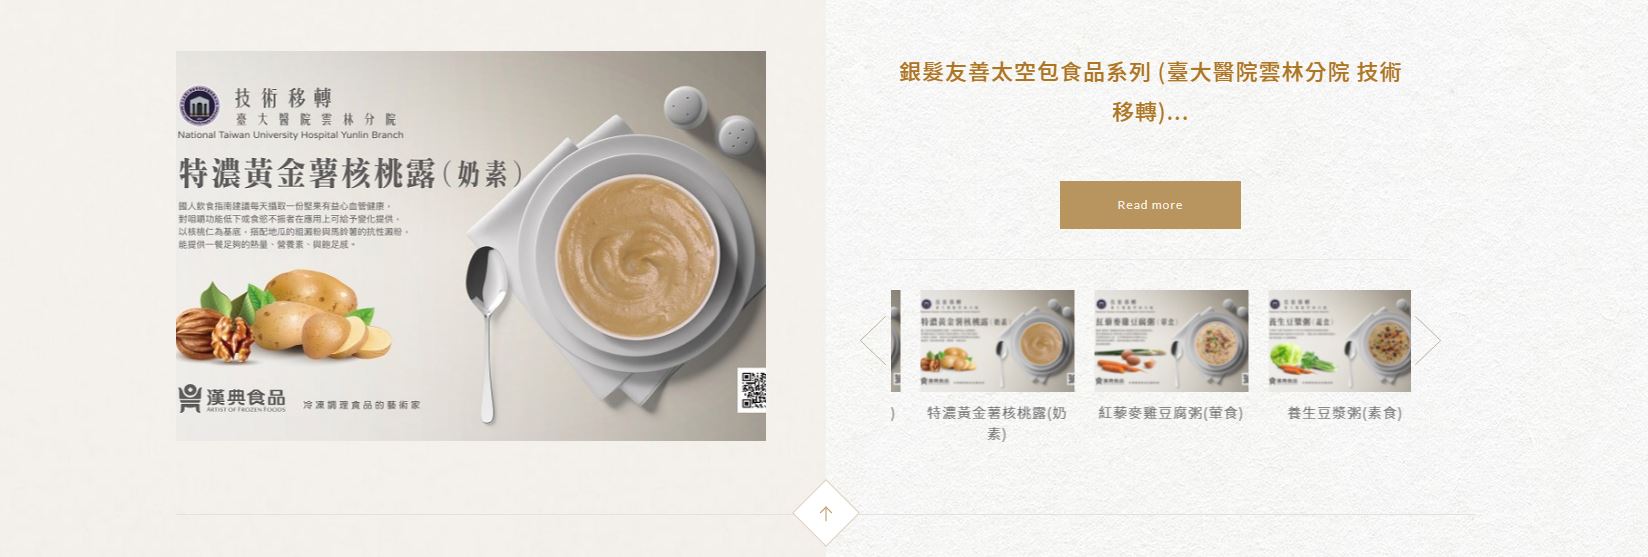 技術移轉
臺大醫院雲林分院
National Taiwan University Hospital Yunlin Branch
特濃黃金薯核桃露(奶素)
國人飲食指南建議每天攝取一份堅果有益心血管健康，
對咀嚼功能低下或食慾不振者在應用上可給予變化提供，
以核桃仁為基底，搭配地瓜的粗澱粉與馬鈴薯的抗性澱粉，
能提供一餐足夠的熱量、營養素、與飽足感。
漢典食品
ARTIST OF FROZEN FOODS
冷凍調理食品的藝術家
銀髮友善太空包食品系列 (臺大醫院雲林分院 技術
移轉)...
Read more
)
特濃黃金薯核桃露(奶
素)
紅藜麥雞豆腐粥(葷食)
養生豆漿粥(素食)